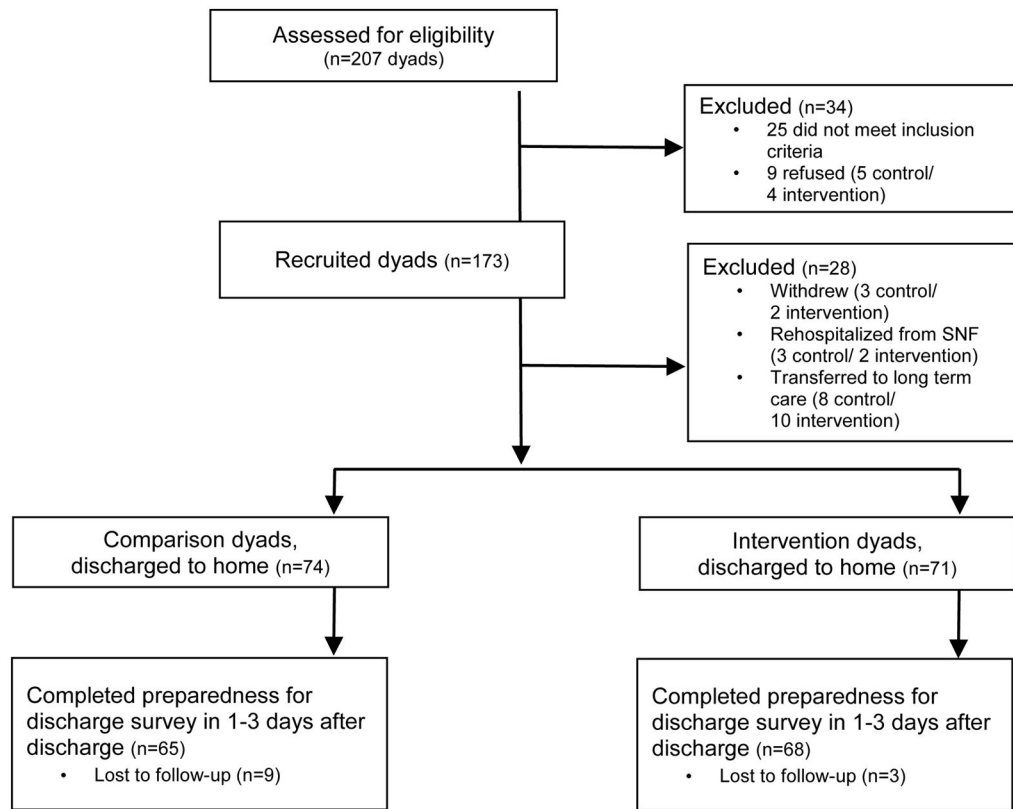 Assessed for eligibility
(n=207 dyads)
Excluded (n=34)
• 25 did not meet inclusion
criteria
• 9 refused (5 control/
4 intervention)
Recruited dyads (n=173)
Excluded (n=28)
• Withdrew (3 control/
2 intervention)
• Rehospitalized from SNF
(3 control/ 2 intervention)
• Transferred to long term
care (8 control/
10 intervention)
Comparison dyads,
discharged to home (n=74)
Intervention dyads,
discharged to home (n=71)
Completed preparedness for
discharge survey in 1-3 days after
discharge (n=65)
• Lost to follow-up (n=9)
Completed preparedness for
discharge survey in 1-3 days after
discharge (n=68)
• Lost to follow-up (n=3)